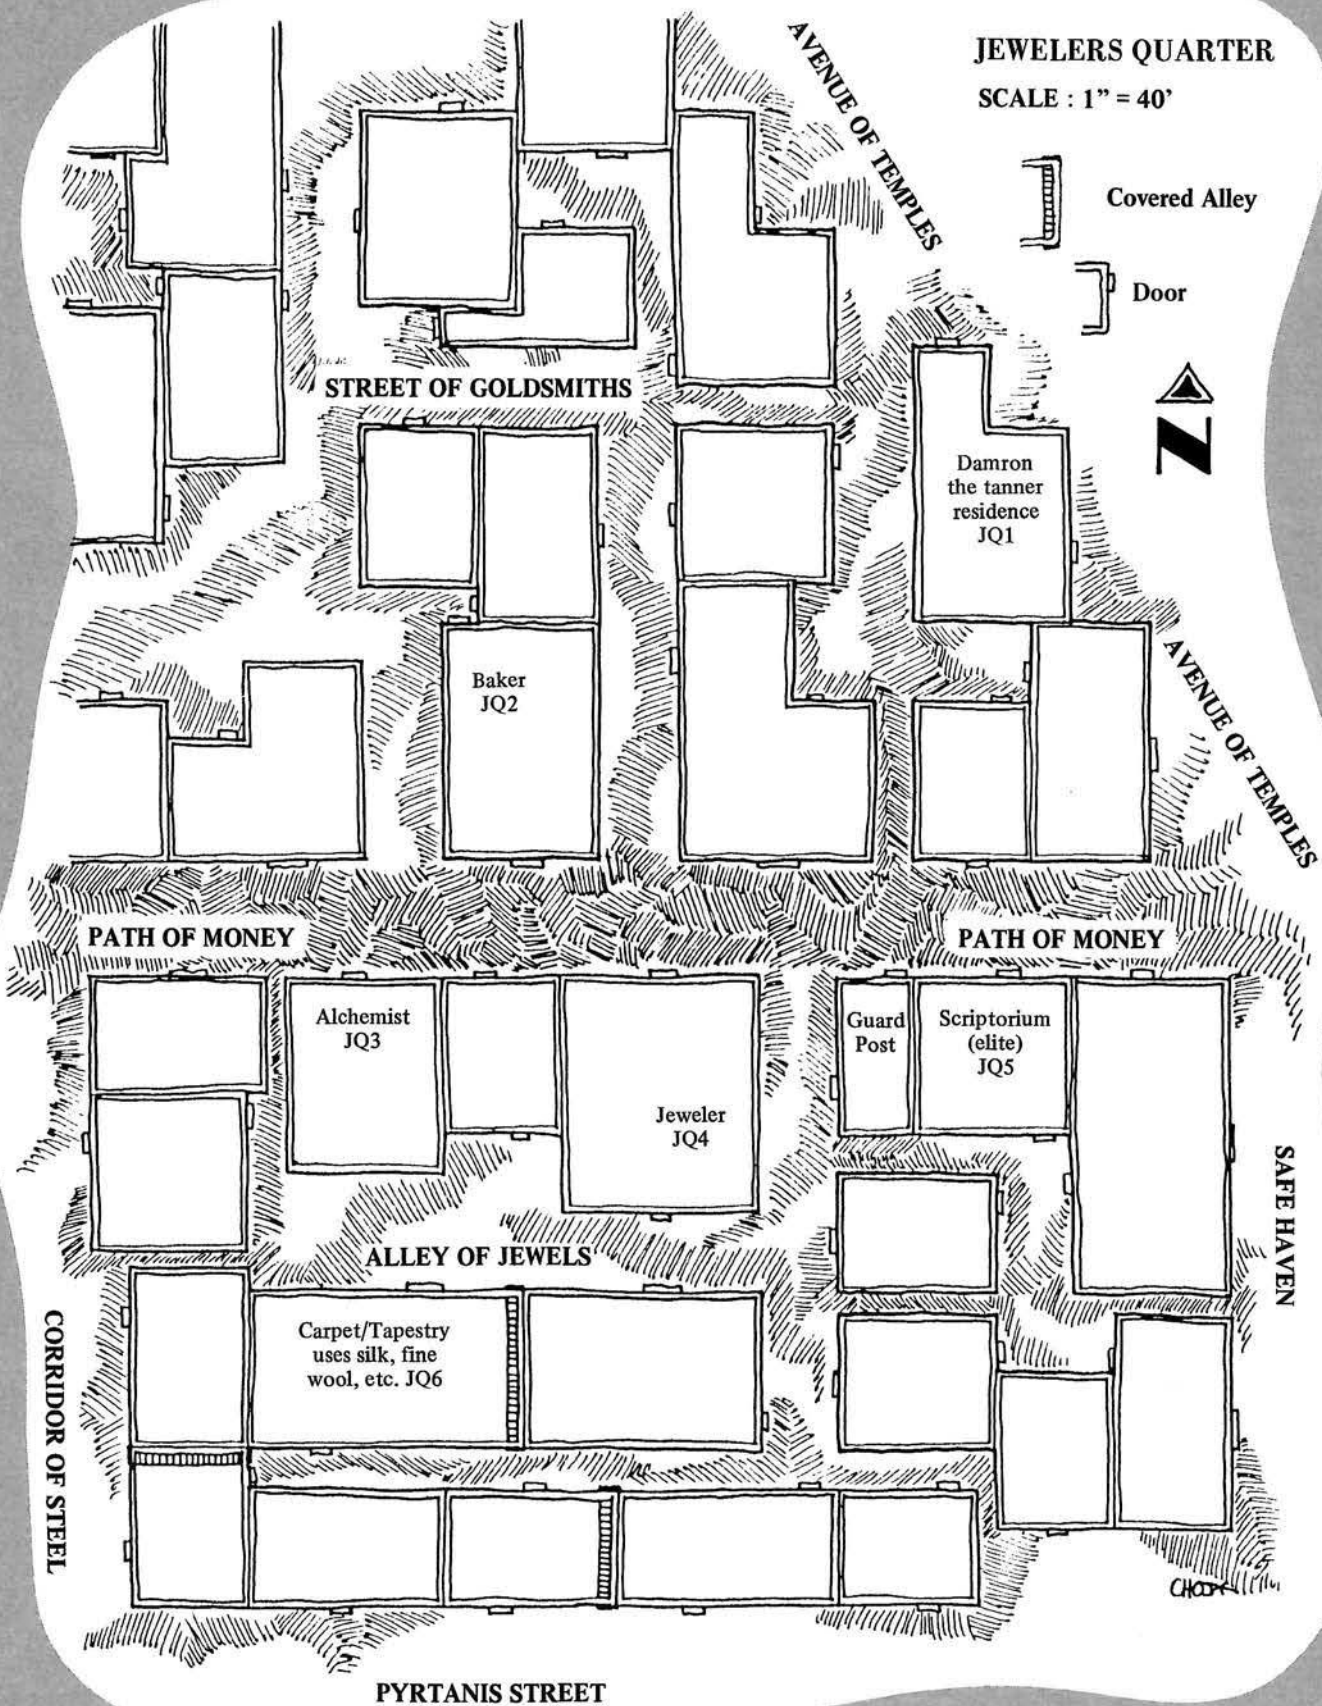 JEWELERS QUARTER
SCALE : 1" = 40'
AVENUE OF TEMPLES
Covered Alley
Door
N
STREET OF GOLDSMITHS
Damron
the tanner
residence
JQ1
Baker
JQ2
AVENUE OF TEMPLES
PATH OF MONEY
PATH OF MONEY
Alchemist
JQ3
Jeweler
JQ4
Guard
Post
Scriptorium
(elite)
JQ5
SAFE HAVEN
ALLEY OF JEWELS
Carpet/Tapestry
uses silk, fine
wool, etc. JQ6
CORRIDOR OF STEEL
PYRTANIS STREET